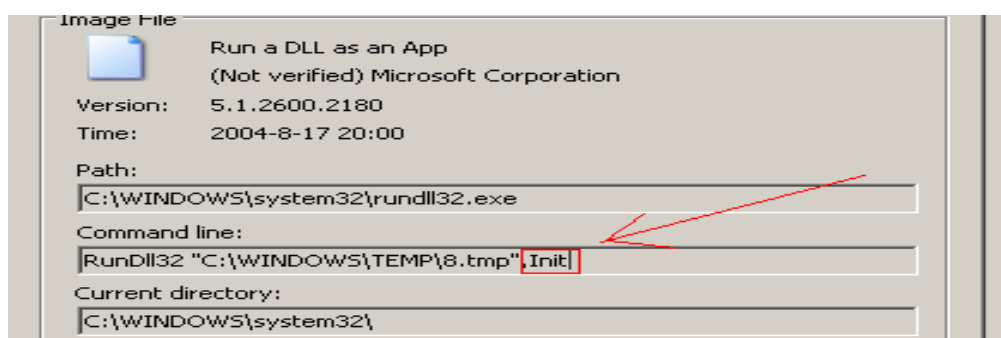 Image File
Run a DLL as an App
(Not verified) Microsoft Corporation
Version: 5.1.2600.2180
Time: 2004-8-17 20:00
Path:
C:\WINDOWS\system32\rundll32.exe
Command line:
RunDll32 "C:\WINDOWS\TEMP\8.tmp",Init
Current directory:
C:\WINDOWS\system32\